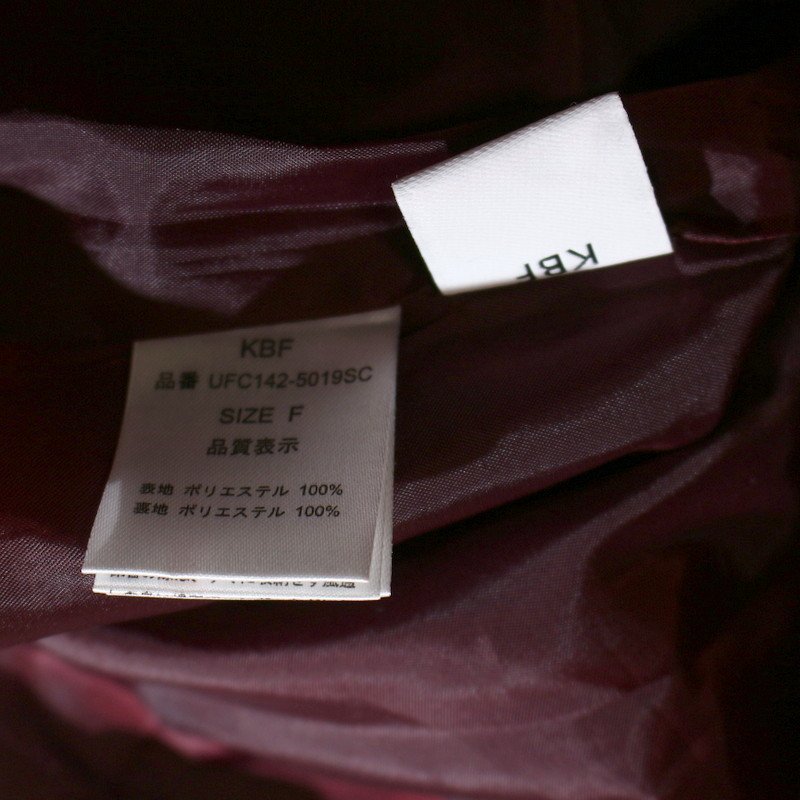 KBF
KBF
品番 UFC142-5019SC
SIZE F
品質表示
表地 ポリエステル 100%
裏地 ポリエステル 100%